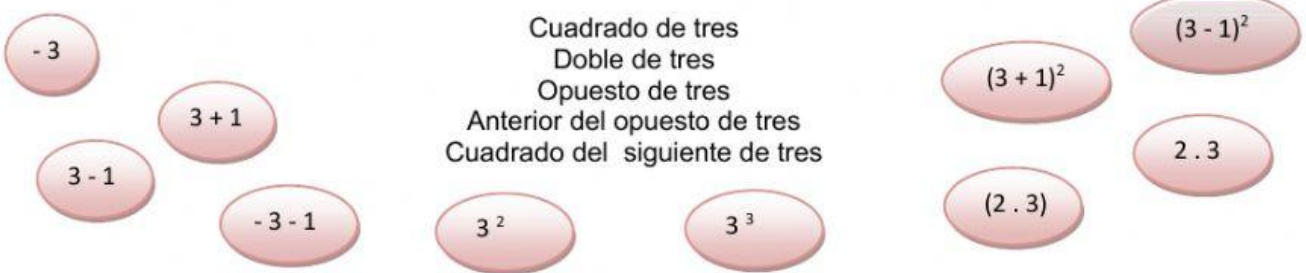 - 3
3 + 1
3 - 1
- 3 - 1
Cuadrado de tres
Doble de tres
Opuesto de tres
Anterior del opuesto de tres
Cuadrado del siguiente de tres
3 ²
3 ³
(3 - 1)²
(3 + 1)²
2 . 3
(2 . 3)